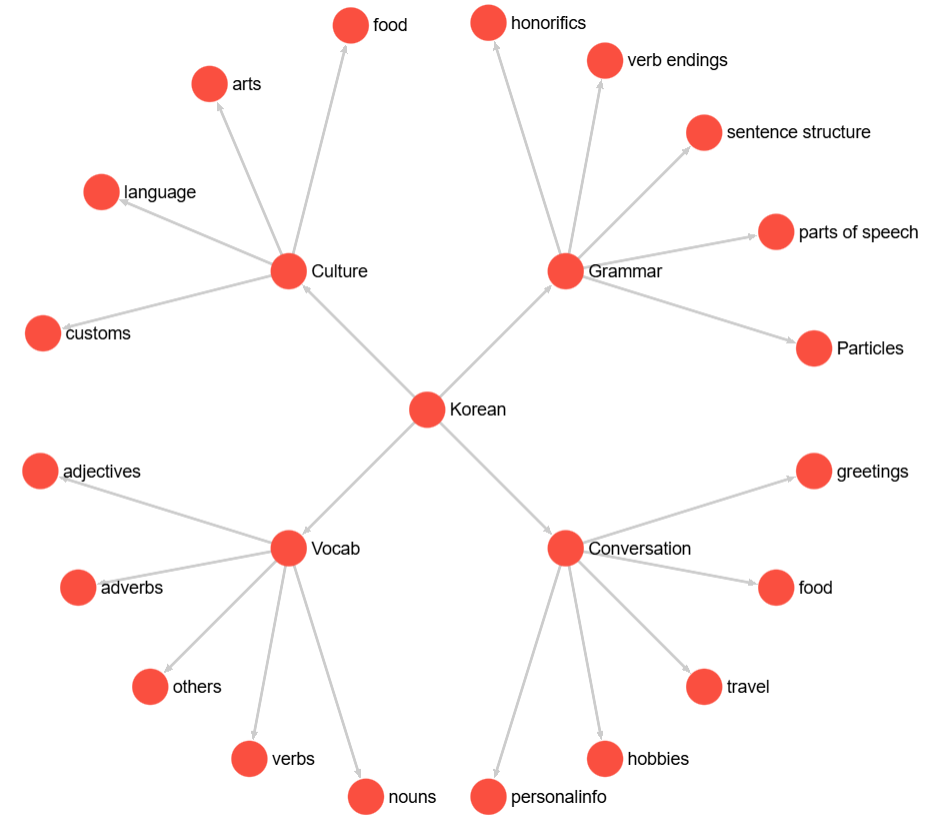 food
honorifics
verb endings
arts
sentence structure
language
parts of speech
Culture
Grammar
customs
Particles
Korean
adjectives
greetings
Vocab
Conversation
adverbs
food
others
travel
verbs
hobbies
nouns
personalinfo